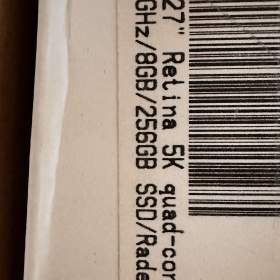 27" Retina 5K quad-cor
GHz/8GB/256GB SSD/Rade